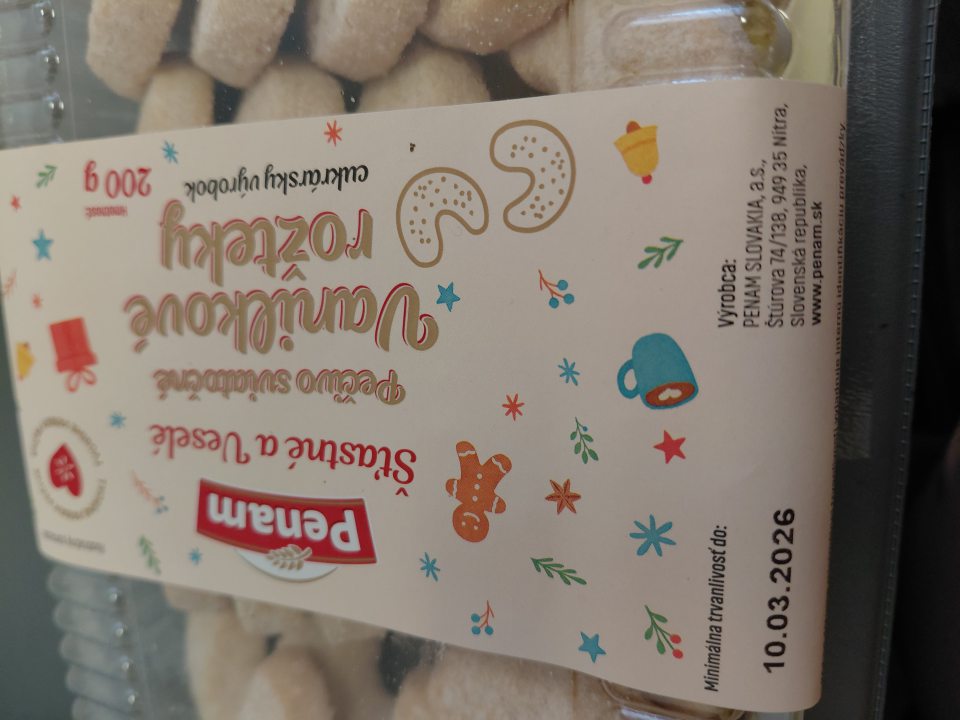 Penam
Šťastné a Veselé
Pečivo sviatočné
Vanilkové
rožteky
cukrársky výrobok
Hmotnosť:
200 g
Výrobca:
PENAM SLOVAKIA, a.s.,
Štúrova 74/138, 949 35 Nitra,
Slovenská republika,
www.penam.sk
Minimálna trvanlivosť do:
10.03.2026